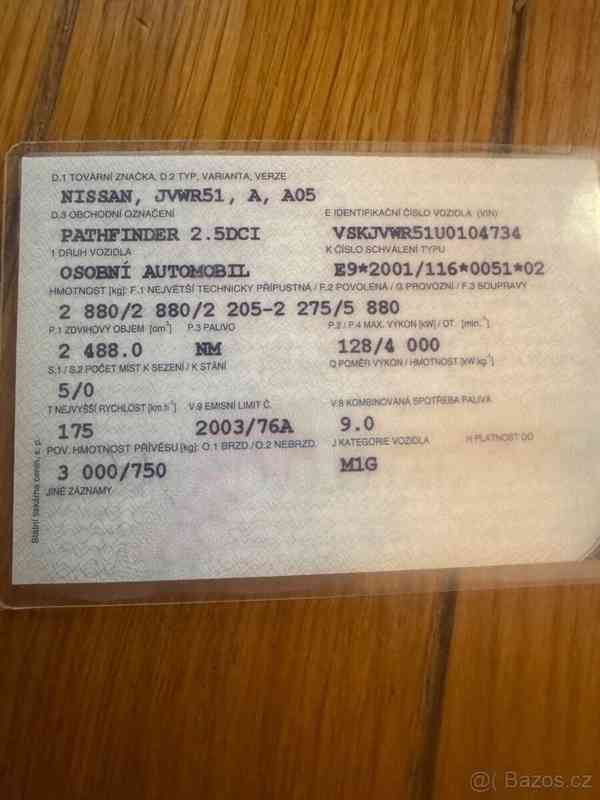 D.1 TOVÁRNÍ ZNAČKA, D.2 TYP, VARIANTA, VERZE
NISSAN, JVWR51, A, A05
D.3 OBCHODNÍ OZNAČENÍ
E IDENTIFIKAČNÍ ČÍSLO VOZIDLA (VIN)
PATHFINDER 2.5DCI
VSKJVWR51U0104734
1 DRUH VOZIDLA
K ČÍSLO SCHVÁLENÍ TYPU
OSOBNÍ AUTOMOBIL
E9*2001/116*0051*02
HMOTNOST [kg]: F.1 NEJVĚTŠÍ TECHNICKY PŘÍPUSTNÁ / F.2 POVOLENÁ / G PROVOZNÍ / F.3 SOUPRAVY
2 880/2 880/2 205-2 275/5 880
P.1 ZDVIHOVÝ OBJEM [cm³]
P.3 PALIVO
P.2 / P.4 MAX. VÝKON [kW] / OT. [min.⁻¹]
2 488.0
NM
128/4 000
S.1 / S.2 POČET MÍST K SEZENÍ / K STÁNÍ
Q POMĚR VÝKON / HMOTNOST [kW.kg⁻¹]
5/0
T NEJVYŠŠÍ RYCHLOST [km.h⁻¹]
V.9 EMISNÍ LIMIT Č.
V.8 KOMBINOVANÁ SPOTŘEBA PALIVA
175
2003/76A
9.0
POV. HMOTNOST PŘÍVĚSU [kg]: O.1 BRZD./O.2 NEBRZD.
J KATEGORIE VOZIDLA
H PLATNOST DO
3 000/750
M1G
JINÉ ZÁZNAMY
Státní tiskárna cenin, s. p.
@( Bazos.cz